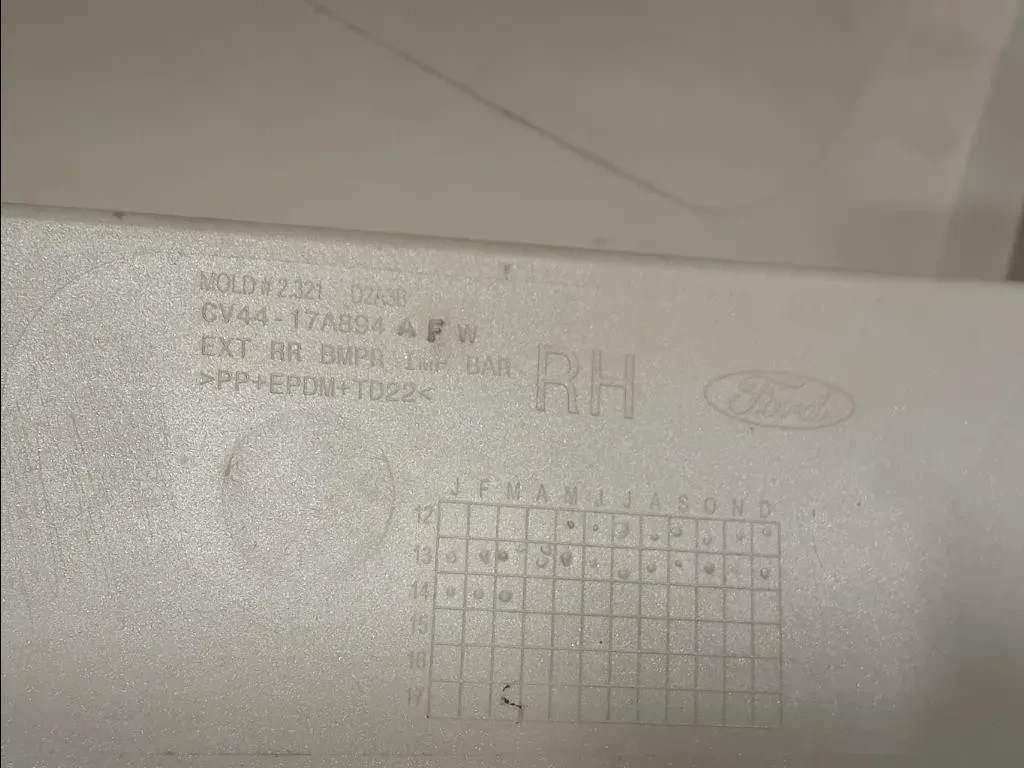 MOLD # 2321 D2A3B
CV44-17A894 A F W
EXT RR BMPR IMP BAR
>PP+EPDM+TD22<
RH
Ford
J F M A M J J A S O N D
12
13
14
15
16
17